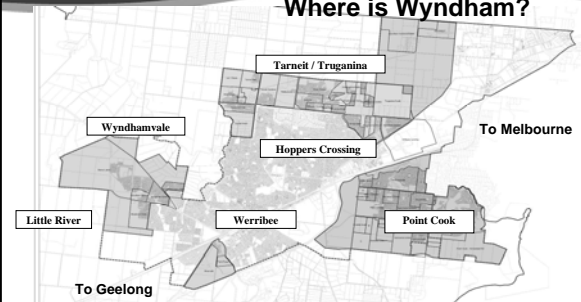 Where is Wyndham?
Tarneit / Truganina
Wyndhamvale
To Melbourne
Hoppers Crossing
Little River
Werribee
Point Cook
To Geelong